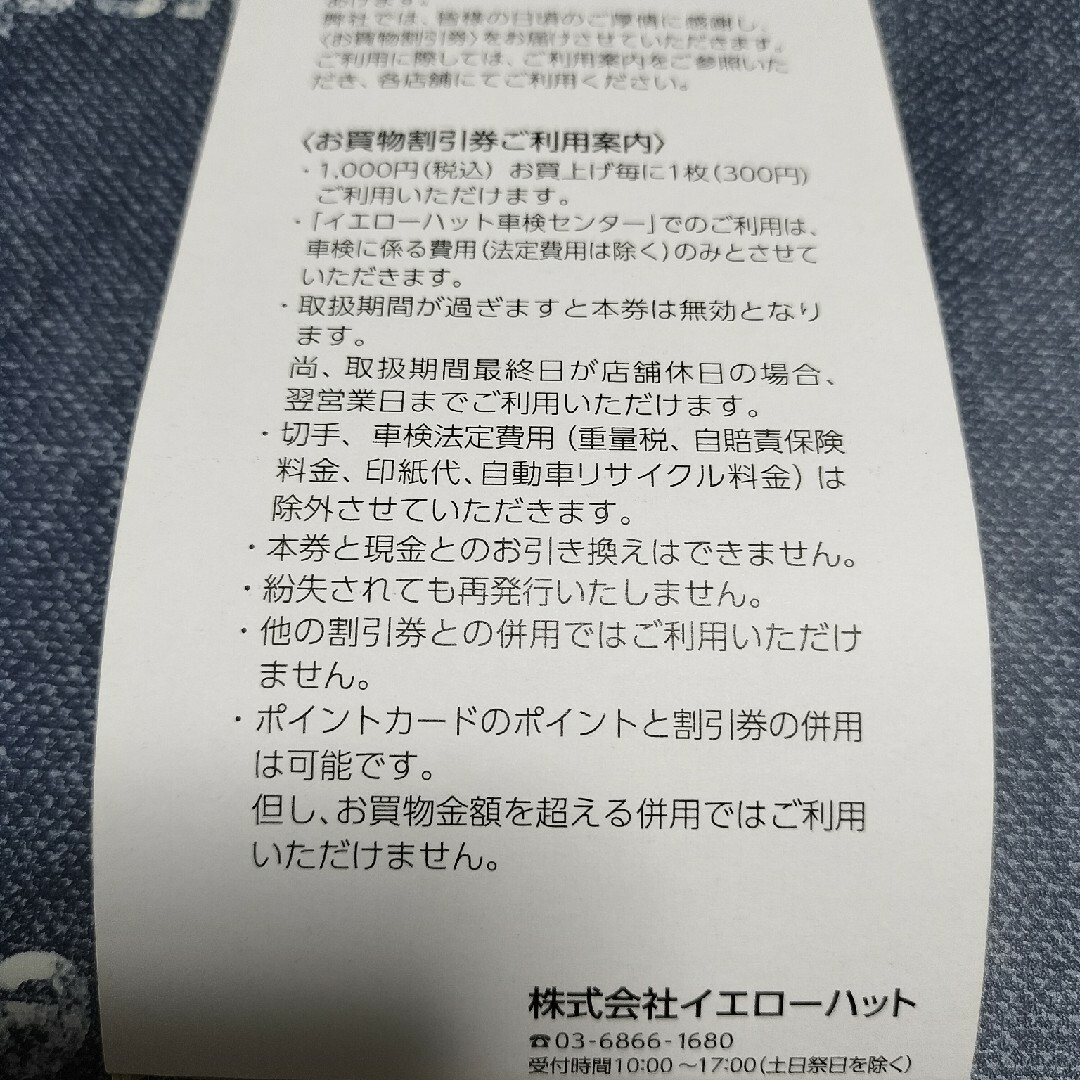 あげます。
弊社では、皆様の日頃のご厚情に感謝し、
〈お買物割引券〉をお届けさせていただきます。
ご利用に際しては、ご利用案内をご参照いた
だき、各店舗にてご利用ください。
〈お買物割引券ご利用案内〉
・1,000円(税込) お買上げ毎に1枚(300円)
ご利用いただけます。
・「イエローハット車検センター」でのご利用は、
車検に係る費用(法定費用は除く)のみとさせて
いただきます。
・取扱期間が過ぎますと本券は無効となり
ます。
尚、取扱期間最終日が店舗休日の場合、
翌営業日までご利用いただけます。
・切手、車検法定費用(重量税、自賠責保険
料金、印紙代、自動車リサイクル料金)は
除外させていただきます。
・本券と現金とのお引き換えはできません。
・紛失されても再発行いたしません。
・他の割引券との併用ではご利用いただけ
ません。
・ポイントカードのポイントと割引券の併用
は可能です。
但し、お買物金額を超える併用ではご利用
いただけません。
株式会社イエローハット
☎03-6866-1680
受付時間10:00～17:00(土日祭日を除く)